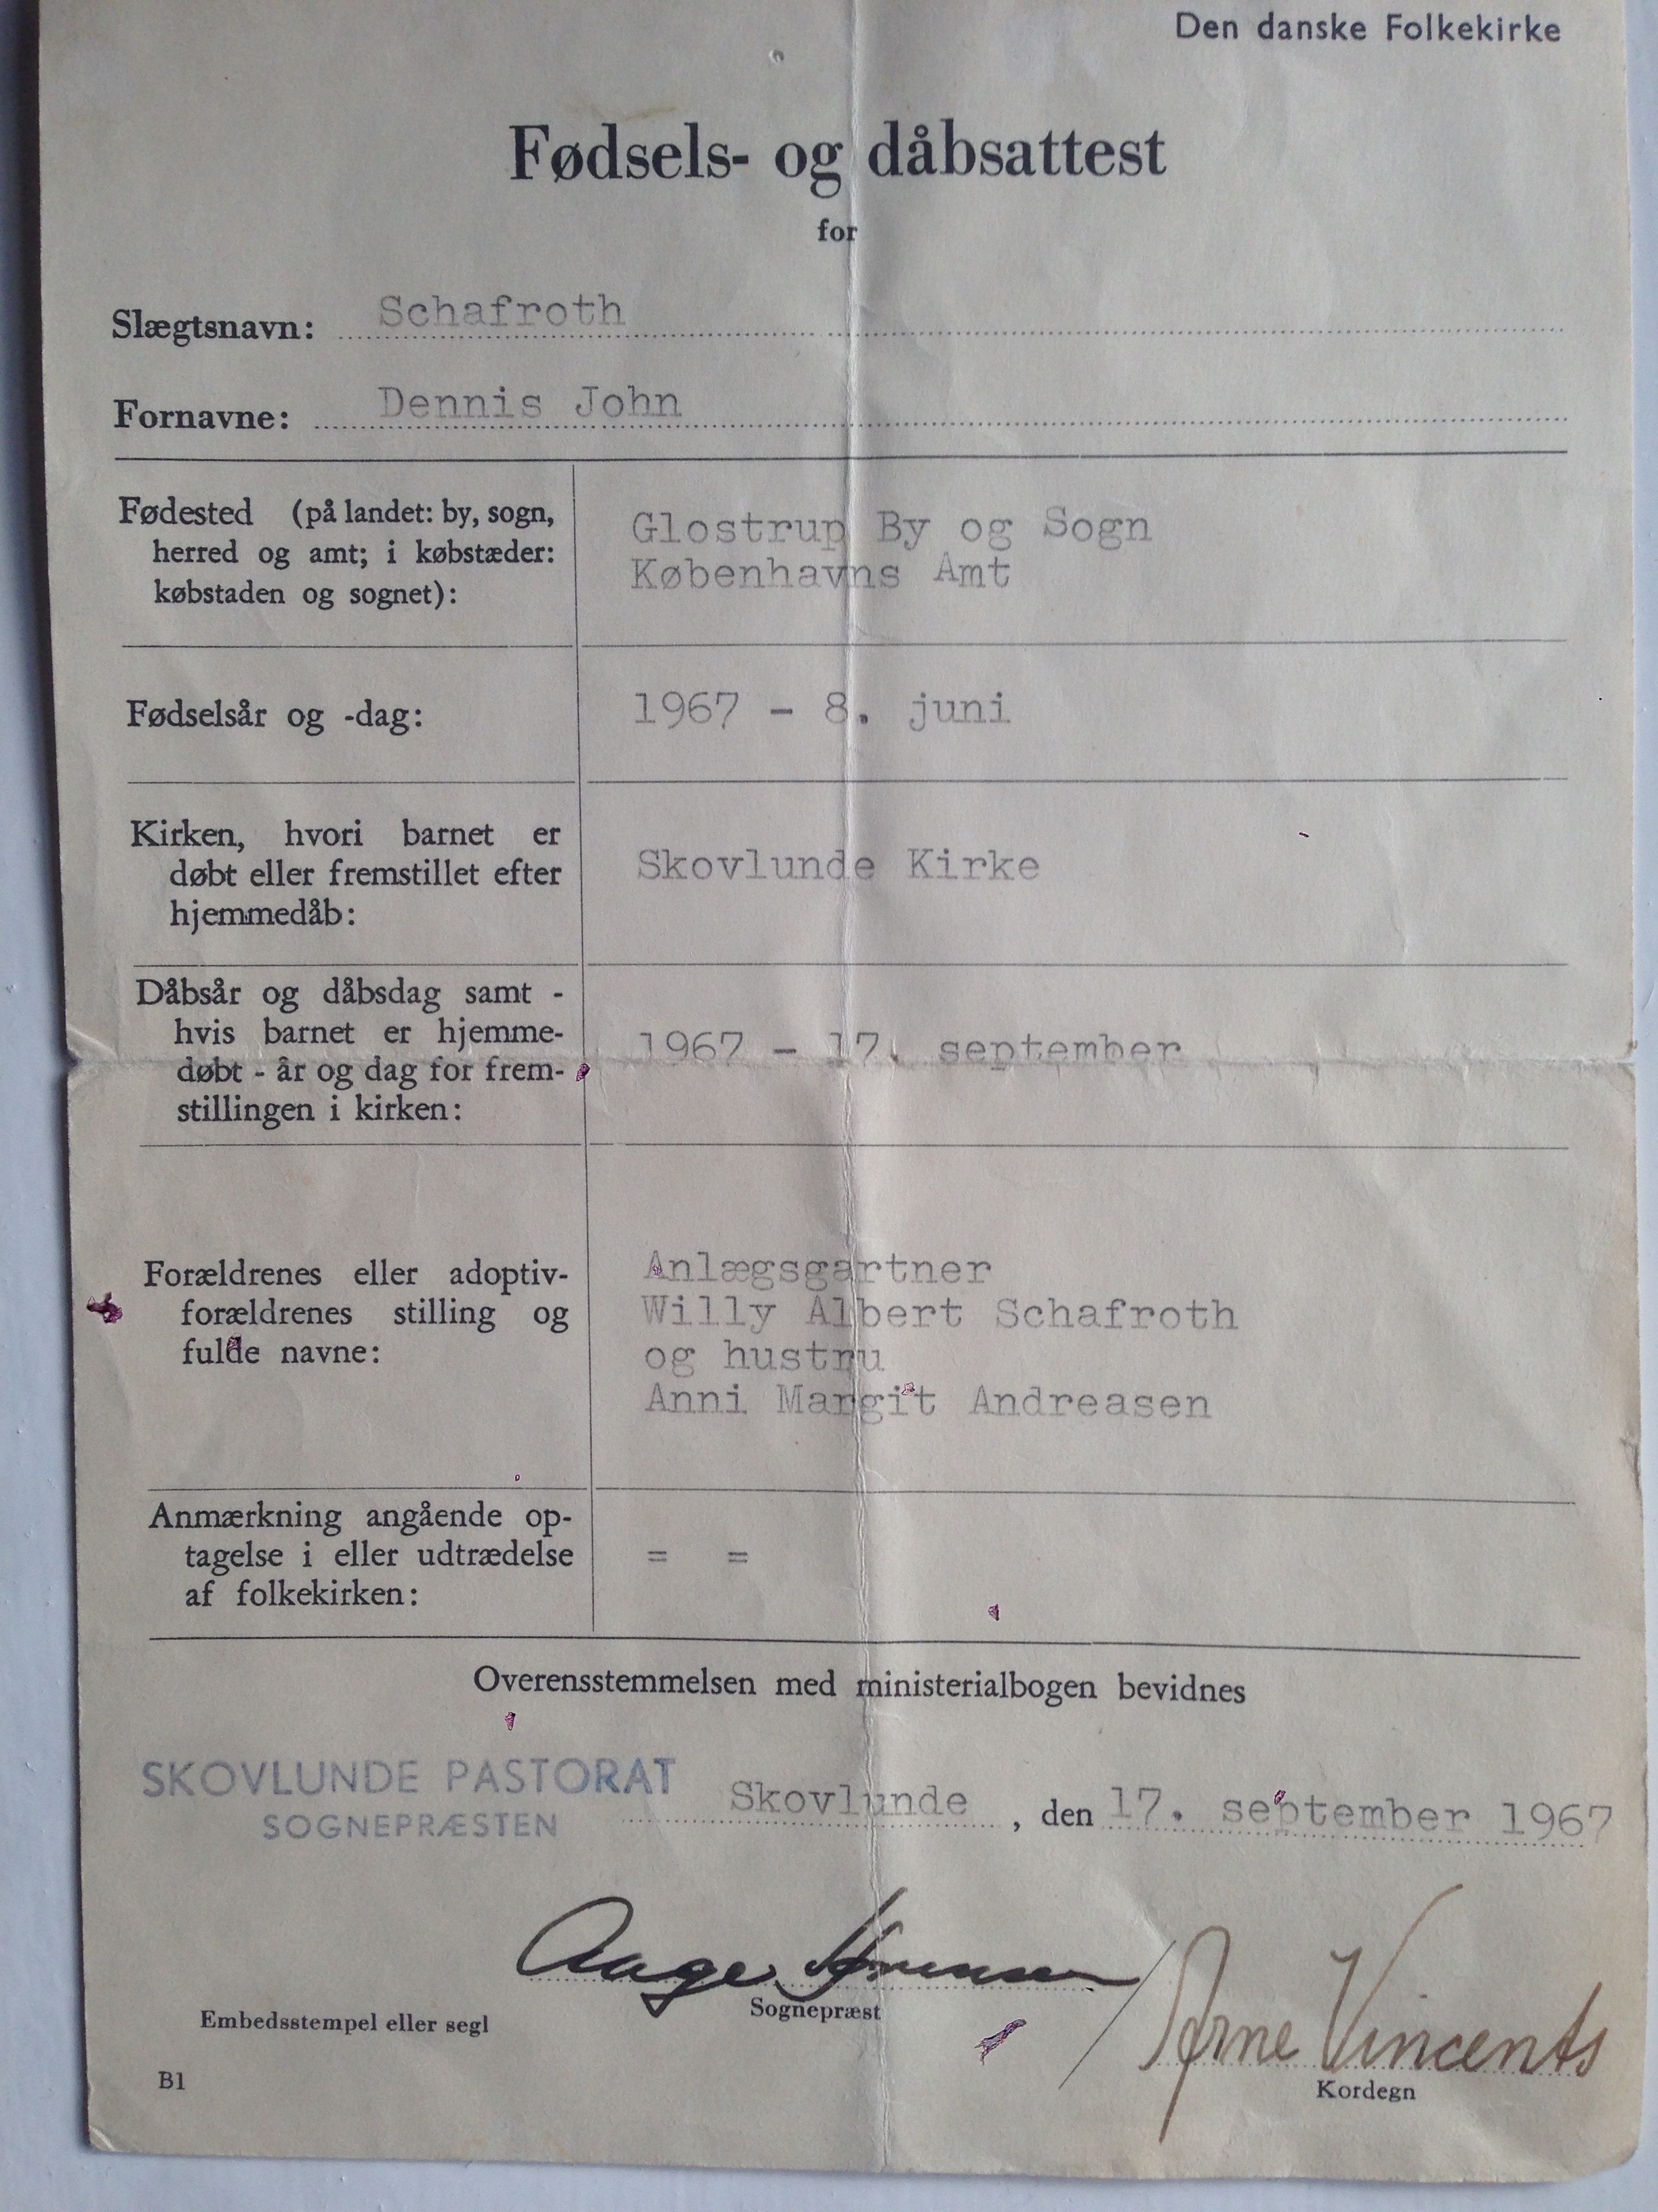 Den danske Folkekirke
Fødsels- og dåbsattest
for
Slægtsnavn: Schafroth
Fornavne: Dennis John
Fødested (på landet: by, sogn,
herred og amt; i købstæder:
købstaden og sognet):
Glostrup By og Sogn
Københavns Amt
Fødselsår og -dag:
1967 - 8. juni
Kirken, hvori barnet er
døbt eller fremstillet efter
hjemmedåb:
Skovlunde Kirke
Dåbsår og dåbsdag samt -
hvis barnet er hjemme-
døbt - år og dag for frem-
stillingen i kirken:
1967 - 17. september
Forældrenes eller adoptiv-
forældrenes stilling og
fulde navne:
Anlægsgartner
Willy Albert Schafroth
og hustru
Anni Margit Andreasen
Anmærkning angående op-
tagelse i eller udtrædelse
af folkekirken:
= =
Overensstemmelsen med ministerialbogen bevidnes
SKOVLUNDE PASTORAT
SOGNEPRÆSTEN
Skovlunde, den 17. september 1967
Aage Sørensen / Arne Vincents
Sognepræst
Embedsstempel eller segl
Kordegn
B1